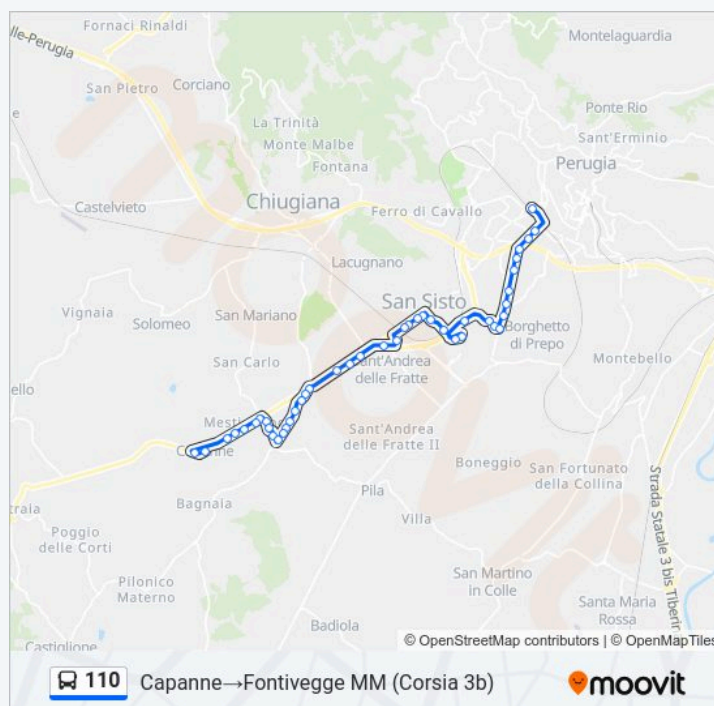 Fornaci Rinaldi
Montelaguardia
lle-Perugia
San Pietro
Corciano
Ponte Rio
La Trinità
Monte Malbe
Sant'Erminio
Fontana
Perugia
Chiugiana
Castelvieto
Ferro di Cavallo
Lacugnano
Vignaia
San Mariano
San Sisto
Solomeo
Borghetto
di Prepo
San Carlo
Montebello
Sant'Andrea
delle Fratte
ello
Sant'Andrea
delle Fratte II
Boneggio
San Fortunato
della Collina
Pila
Bagnaia
traia
Villa
Poggio
delle Corti
Strada Statale 3 bis Tiberin
San Martino
in Colle
Pilonico
Materno
Santa Maria
Rossa
Badiola
Castiglione
© OpenStreetMap contributors | © OpenMapTiles
110 Capanne→Fontivegge MM (Corsia 3b)
moovit